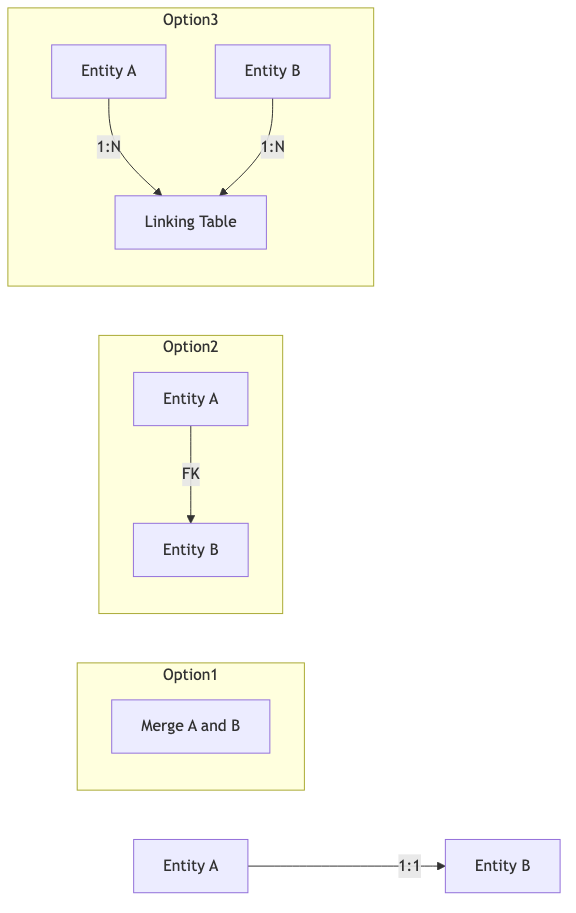 Option3
Entity A
Entity B
1:N
1:N
Linking Table
Option2
Entity A
FK
Entity B
Option1
Merge A and B
Entity A
1:1
Entity B